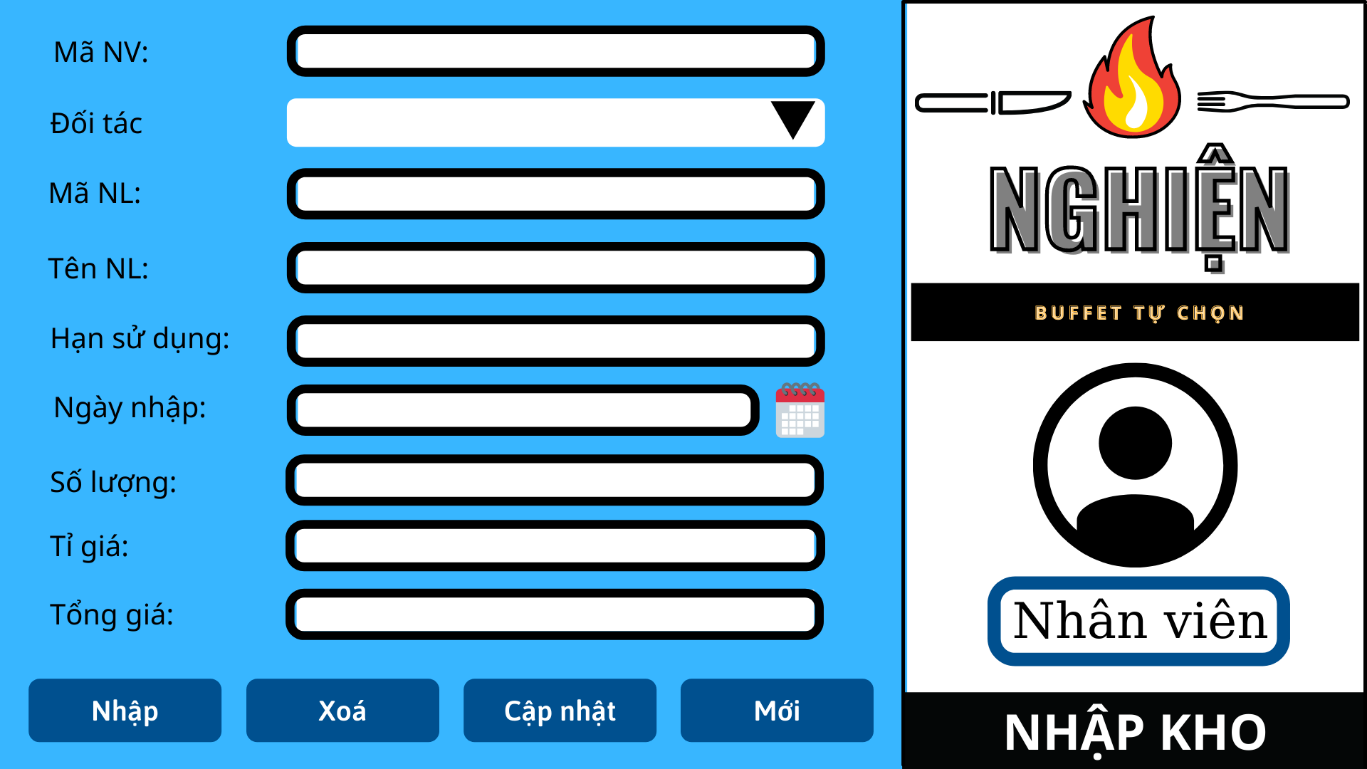 Mã NV:
Đối tác
Mã NL:
Tên NL:
Hạn sử dụng:
Ngày nhập:
Số lượng:
Tỉ giá:
Tổng giá:
Nhập
Xoá
Cập nhật
Mới
NGHIỆN
BUFFET TỰ CHỌN
Nhân viên
NHẬP KHO